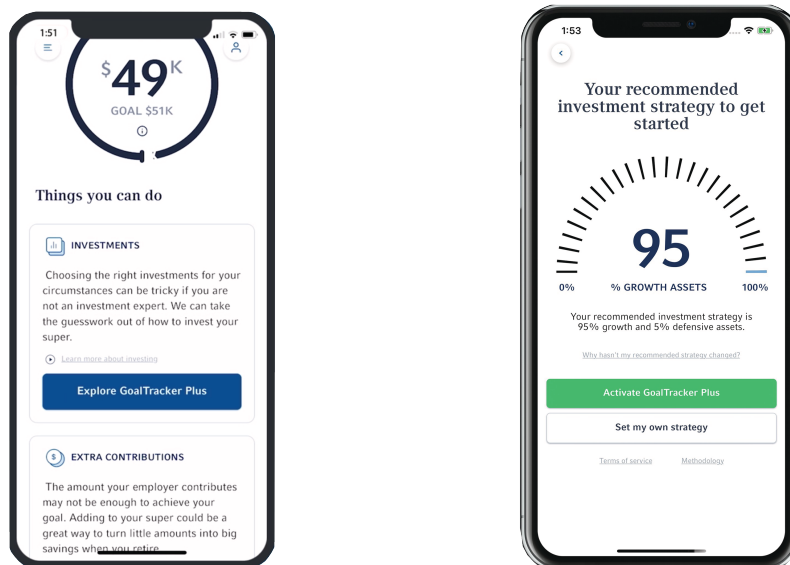 1:51
$49K
GOAL $51K
Things you can do
INVESTMENTS
Choosing the right investments for your
circumstances can be tricky if you are
not an investment expert. We can take
the guesswork out of how to invest your
super.
Learn more about investing
Explore GoalTracker Plus
EXTRA CONTRIBUTIONS
The amount your employer contributes
may not be enough to achieve your
goal. Adding to your super could be a
great way to turn little amounts into big
savings when you retire
1:53
Your recommended
investment strategy to get
started
95
0%
% GROWTH ASSETS
100%
Your recommended investment strategy is
95% growth and 5% defensive assets.
Why hasn't my recommended strategy changed?
Activate GoalTracker Plus
Set my own strategy
Terms of service
Methodology